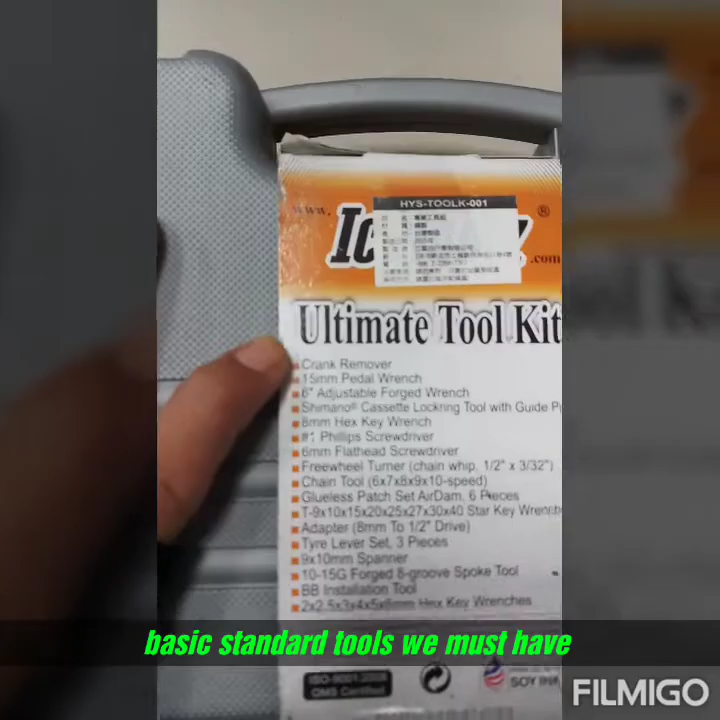 www.
HYS-TOOLK-001
®
.com
Ultimate Tool Kit
Crank Remover
15mm Pedal Wrench
6" Adjustable Forged Wrench
Shimano® Cassette Lockring Tool with Guide
8mm Hex Key Wrench
#1 Phillips Screwdriver
6mm Flathead Screwdriver
Freewheel Turner (chain whip, 1/2" x 3/32")
Chain Tool (6x7x8x9x10-speed)
Glueless Patch Set AirDam, 6 Pieces
T-9x10x15x20x25x27x30x40 Star Key
Adapter (8mm To 1/2" Drive)
Tyre Lever Set, 3 Pieces
9x10mm Spanner
10-15G Forged 8-groove Spoke Tool
BB Installation Tool
2x2.5x3x4x5x6mm Hex Key Wrenches
basic standard tools we must have
QMS Certified
SOY INK
FILMIGO